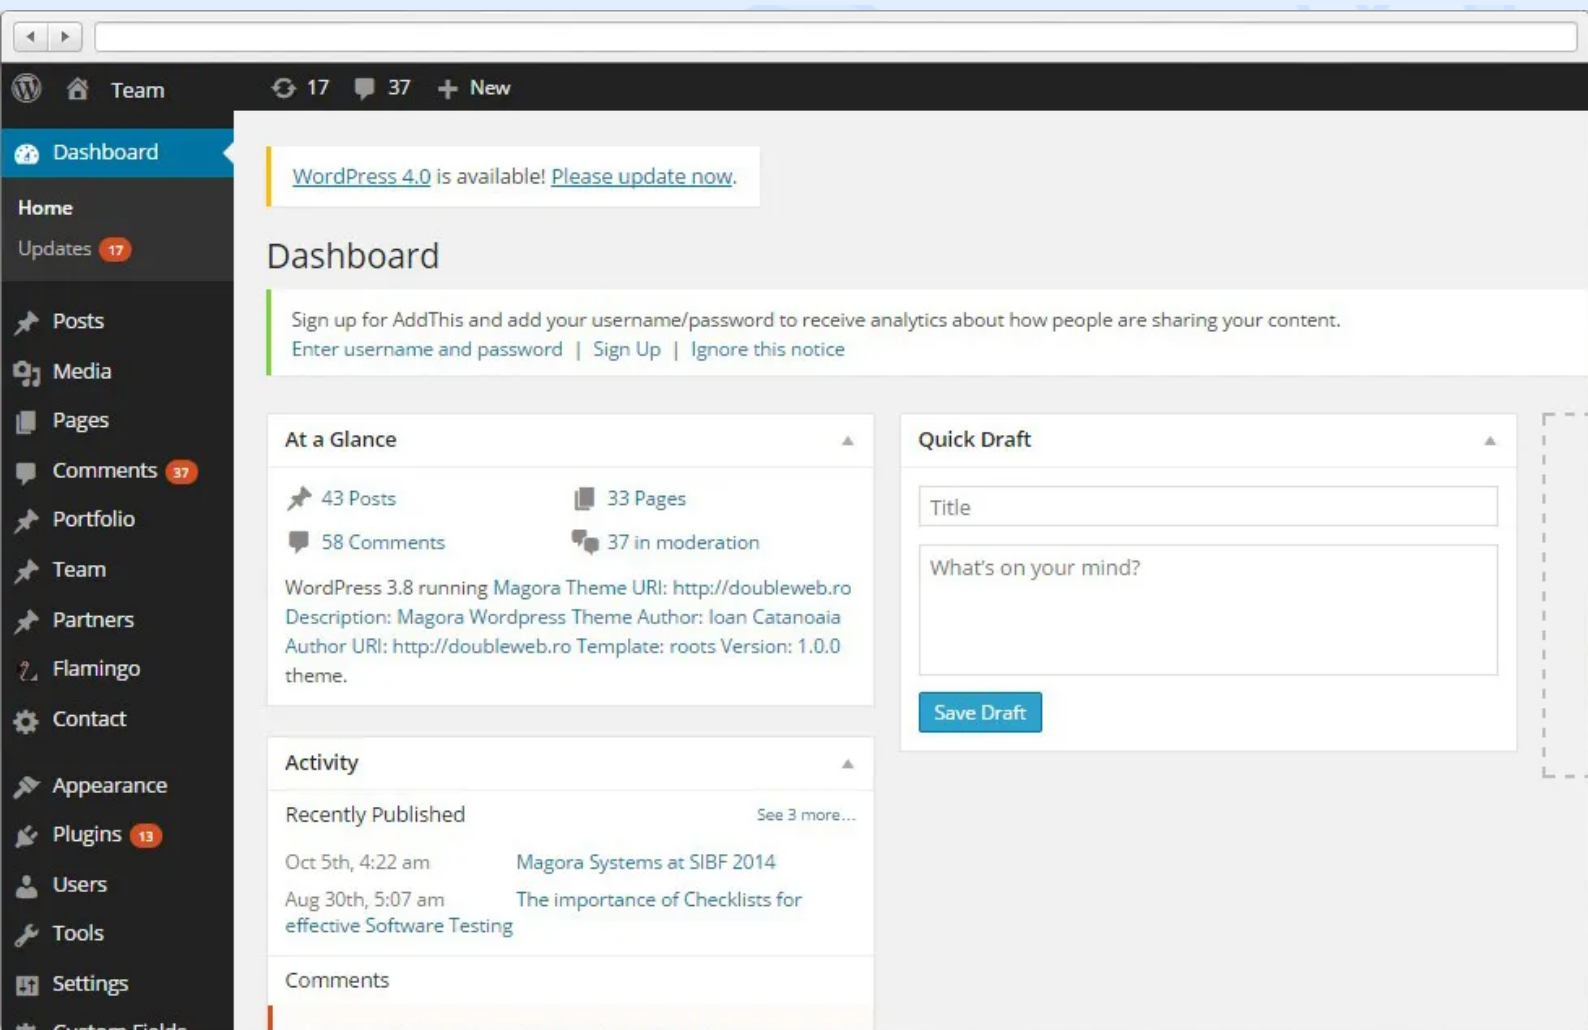 Team
17
37
New
Dashboard
Home
Updates 17
Posts
Media
Pages
Comments 37
Portfolio
Team
Partners
Flamingo
Contact
Appearance
Plugins 13
Users
Tools
Settings
Custom Fields
WordPress 4.0 is available! Please update now.
Dashboard
Sign up for AddThis and add your username/password to receive analytics about how people are sharing your content.
Enter username and password | Sign Up | Ignore this notice
At a Glance
43 Posts
33 Pages
58 Comments
37 in moderation
WordPress 3.8 running Magora Theme URI: http://doubleweb.ro
Description: Magora Wordpress Theme Author: Ioan Catanoaia
Author URI: http://doubleweb.ro Template: roots Version: 1.0.0
theme.
Activity
Recently Published
See 3 more...
Oct 5th, 4:22 am Magora Systems at SIBF 2014
Aug 30th, 5:07 am The importance of Checklists for
effective Software Testing
Comments
Quick Draft
Title
What's on your mind?
Save Draft